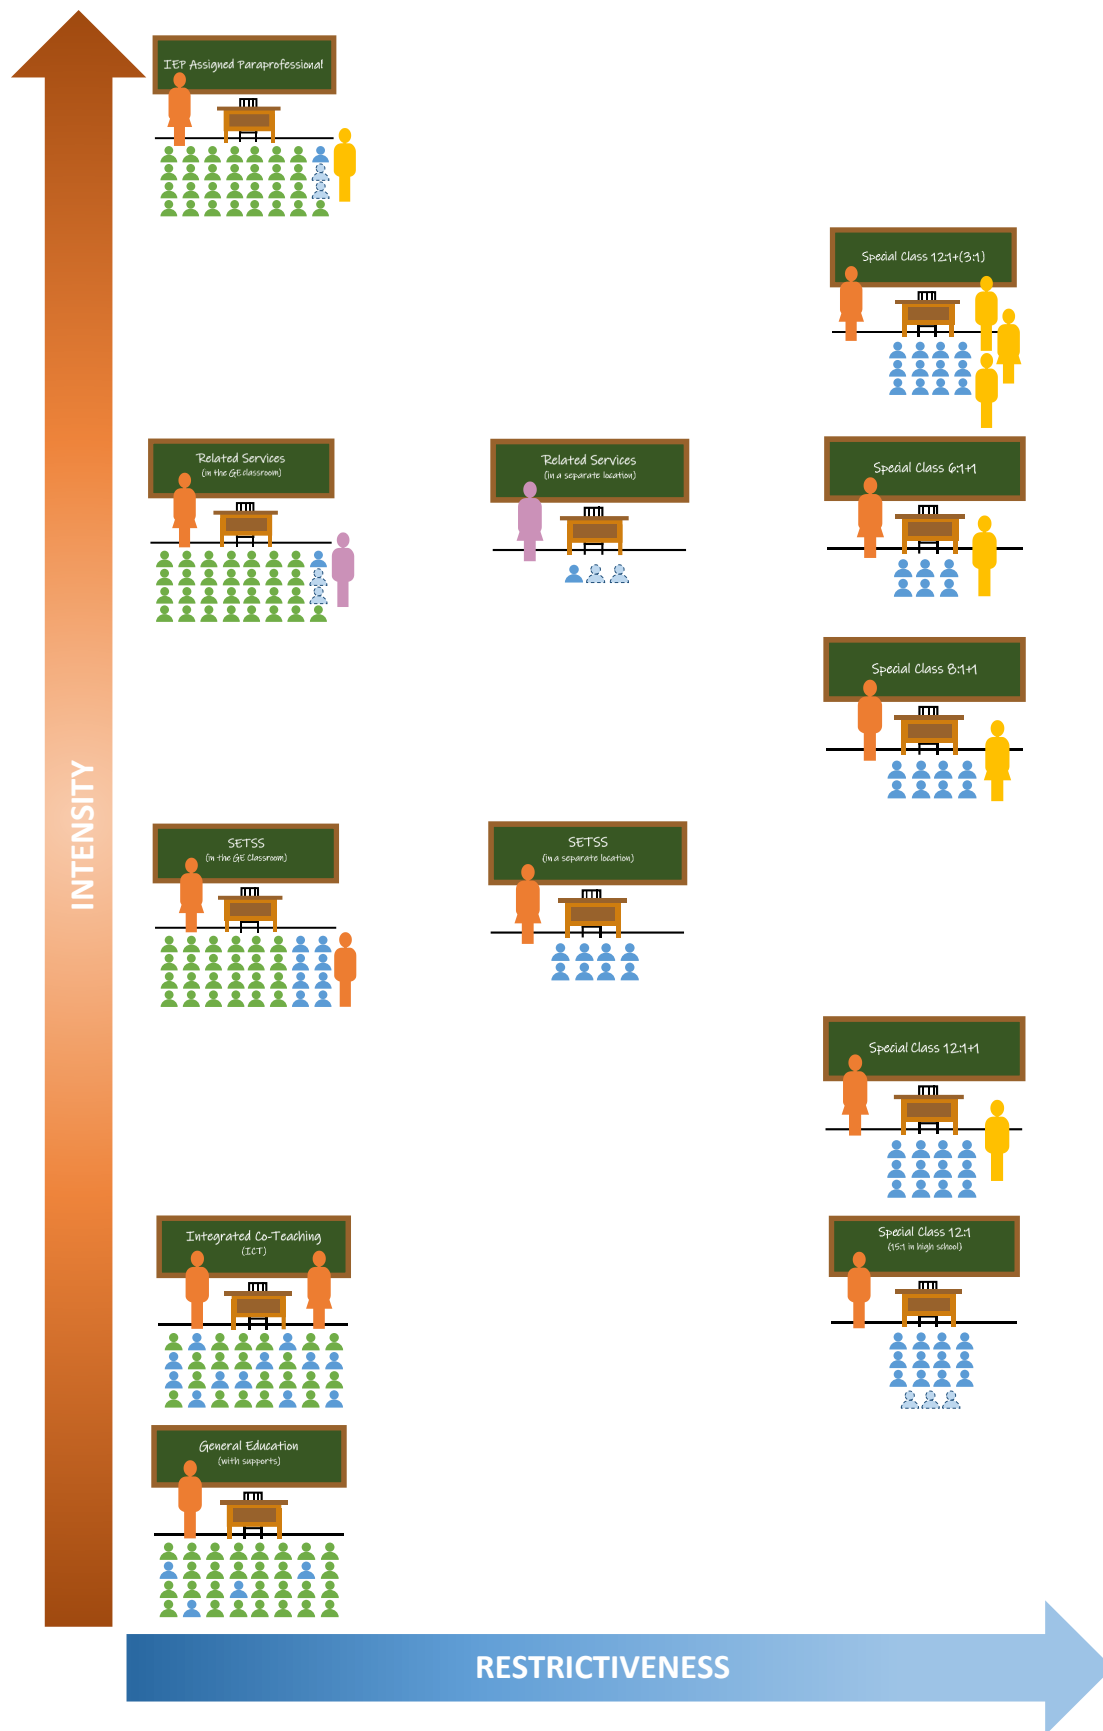 IEP Assigned Paraprofessional
Special Class 12:1+(3:1)
Related Services
(in the GE classroom)
Related Services
(in a separate location)
Special Class 6:1+1
Special Class 8:1+1
INTENSITY
SETSS
(in the GE Classroom)
SETSS
(in a separate location)
Special Class 12:1+1
Integrated Co-Teaching
(ICT)
Special Class 12:1
(15:1 in high school)
General Education
(with supports)
RESTRICTIVENESS